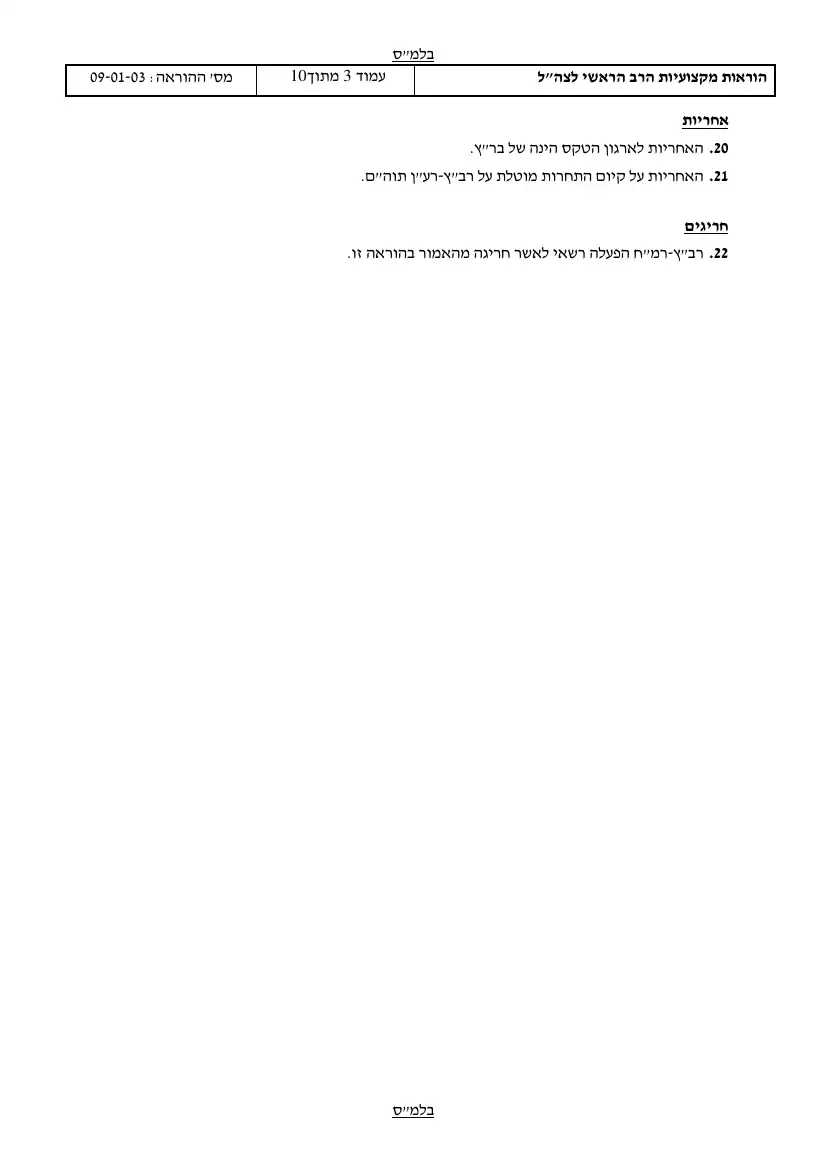 בלמ"ס
הוראות מקצועיות הרב הראשי לצה"ל עמוד 3 מתוך10 מס' ההוראה: 09-01-03
אחריות
20. האחריות לארגון הטקס הינה של בר"ץ.
21. האחריות על קיום התחרות מוטלת על רב"ץ-רע"ן תוה"ם.
חריגים
22. רב"ץ-רמ"ח הפעלה רשאי לאשר חריגה מהאמור בהוראה זו.
בלמ"ס